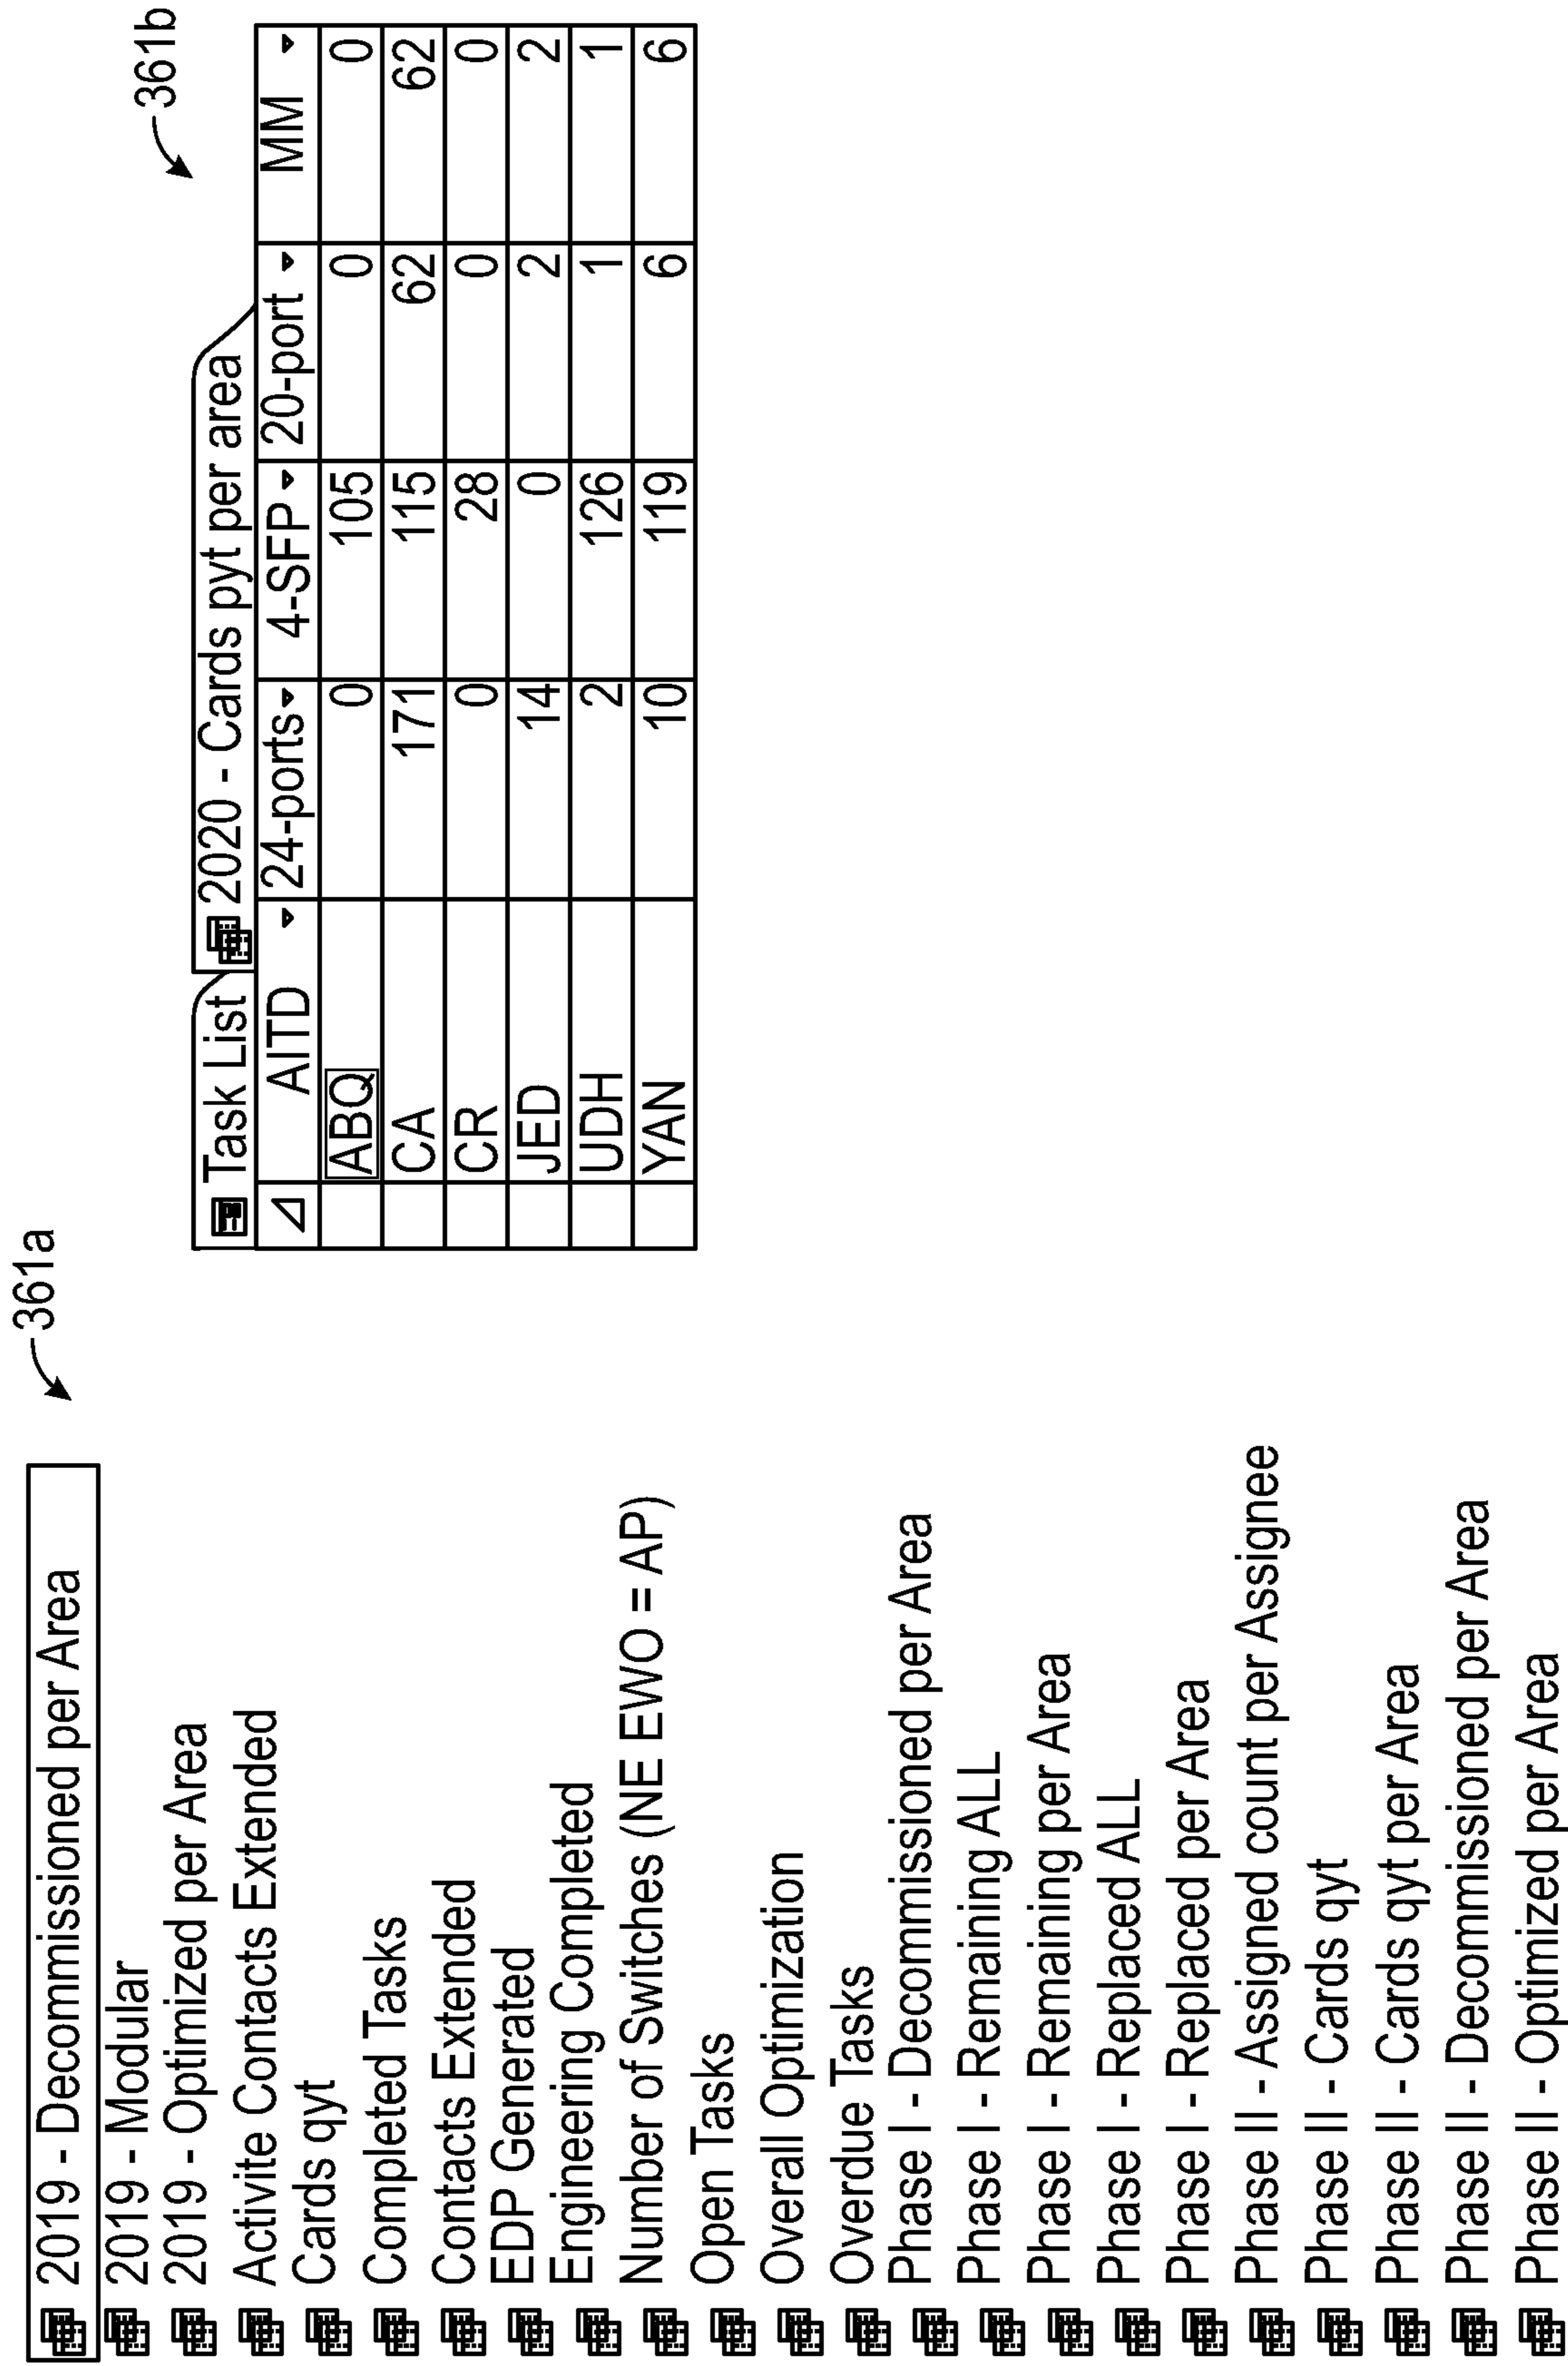 361a
2019 - Decommissioned per Area
2019 - Modular
2019 - Optimized per Area
Activite Contacts Extended
Cards qyt
Completed Tasks
Contacts Extended
EDP Generated
Engineering Completed
Number of Switches (NE EWO = AP)
Open Tasks
Overall Optimization
Overdue Tasks
Phase I - Decommissioned per Area
Phase I - Remaining ALL
Phase I - Remaining per Area
Phase I - Replaced ALL
Phase I - Replaced per Area
Phase II - Assigned count per Assignee
Phase II - Cards qyt
Phase II - Cards qyt per Area
Phase II - Decommissioned per Area
Phase II - Optimized per Area
361b
Task List 2020 - Cards pyt per area
AITD 24-ports 4-SFP 20-port MM
ABQ 0 105 0 0
CA 171 115 62 62
CR 0 28 0 0
JED 14 0 2 2
UDH 2 126 1 1
YAN 10 119 6 6